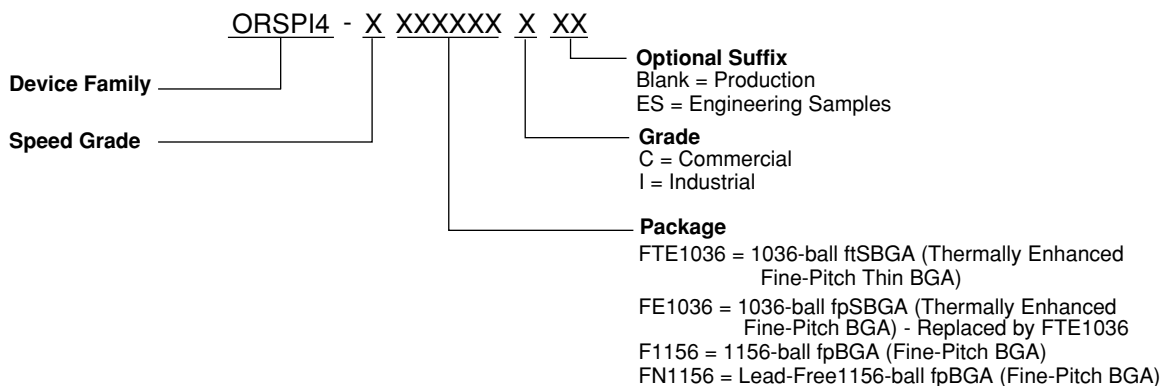 ORSPI4 - X XXXXXX X XX
Device Family
Speed Grade
Optional Suffix
Blank = Production
ES = Engineering Samples
Grade
C = Commercial
I = Industrial
Package
FTE1036 = 1036-ball ftSBGA (Thermally Enhanced
Fine-Pitch Thin BGA)
FE1036 = 1036-ball fpSBGA (Thermally Enhanced
Fine-Pitch BGA) - Replaced by FTE1036
F1156 = 1156-ball fpBGA (Fine-Pitch BGA)
FN1156 = Lead-Free1156-ball fpBGA (Fine-Pitch BGA)